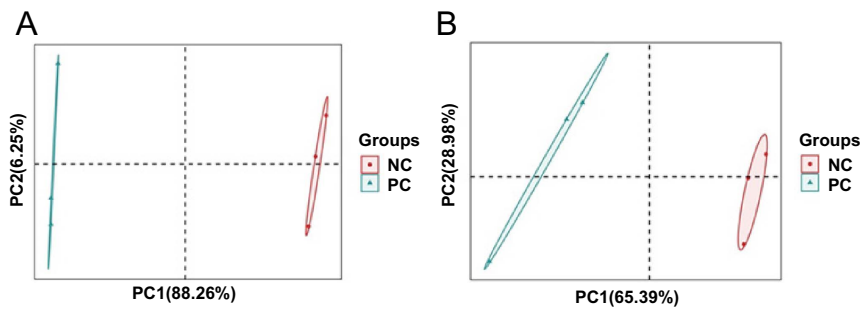 A
PC2(6.25%)
PC1(88.26%)
Groups
NC
PC
B
PC2(28.98%)
PC1(65.39%)
Groups
NC
PC